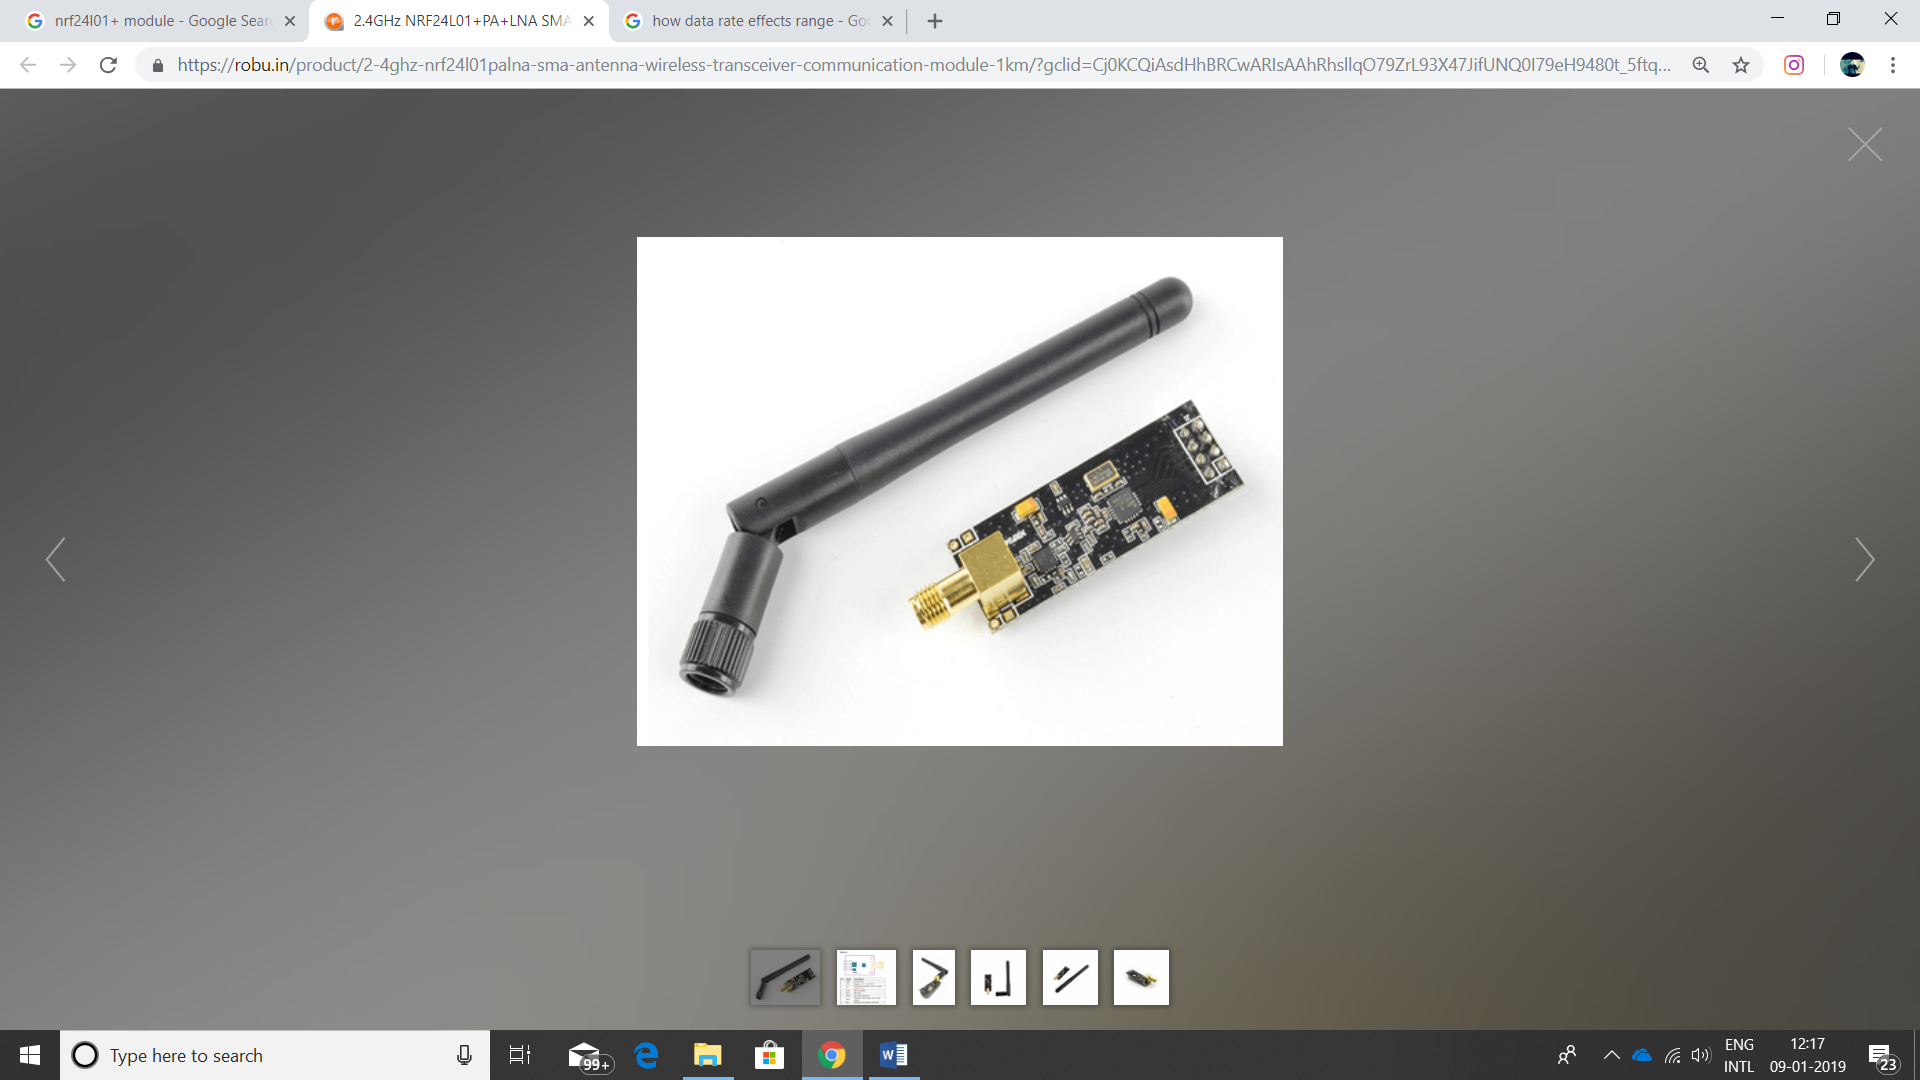 nrf24l01+ module - Google Sear
2.4GHz NRF24L01+PA+LNA SMA
how data rate effects range - Goo
https://robu.in/product/2-4ghz-nrf24l01palna-sma-antenna-wireless-transceiver-communication-module-1km/?gclid=Cj0KCQiAsdHhBRCwARIsAAhRhsllqO79ZrL93X47JifUNQ0I79eH9480t_5ftq...
Type here to search
99+
ENG
INTL
12:17
09-01-2019
23